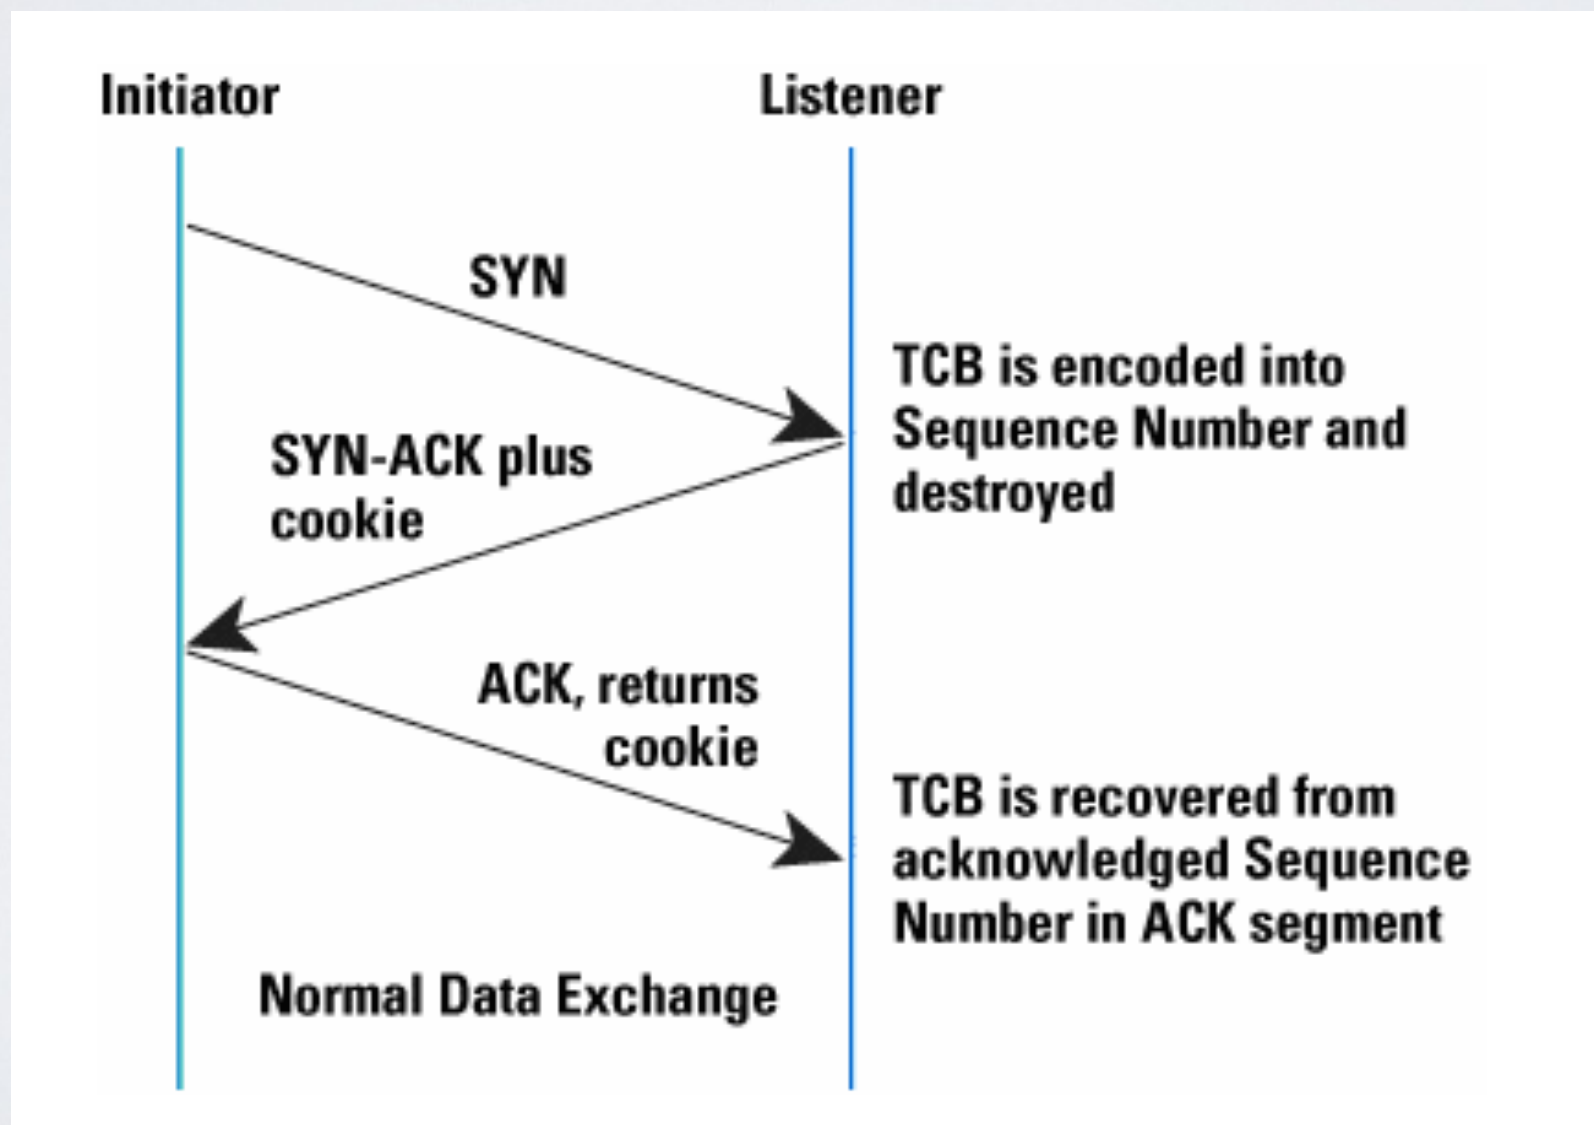 Initiator
Listener
SYN
TCB is encoded into
Sequence Number and
destroyed
SYN-ACK plus
cookie
ACK, returns
cookie
TCB is recovered from
acknowledged Sequence
Number in ACK segment
Normal Data Exchange